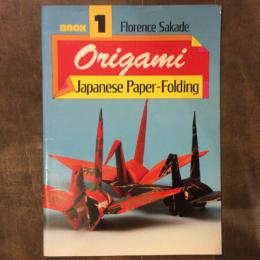 BOOK 1 Florence Sakade
Origami
Japanese Paper-Folding